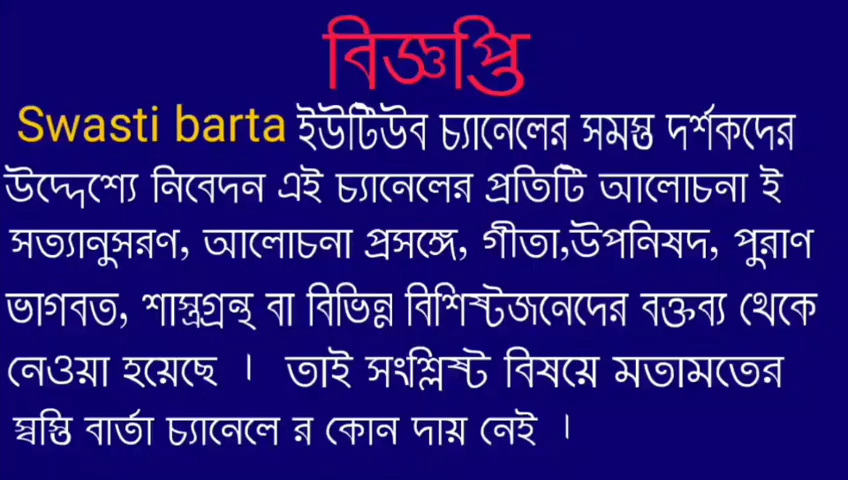 বিজ্ঞপ্তি
Swasti barta ইউটিউব চ্যানেলের সমস্ত দর্শকদের
উদ্দেশ্যে নিবেদন এই চ্যানেলের প্রতিটি আলোচনা ই
সত্যানুসরণ, আলোচনা প্রসঙ্গে, গীতা,উপনিষদ, পুরাণ
ভাগবত, শাস্ত্রগ্রন্থ বা বিভিন্ন বিশিষ্টজনেদের বক্তব্য থেকে
নেওয়া হয়েছে । তাই সংশ্লিস্ট বিষয়ে মতামতের
স্বস্তি বার্তা চ্যানেলে র কোন দায় নেই ।